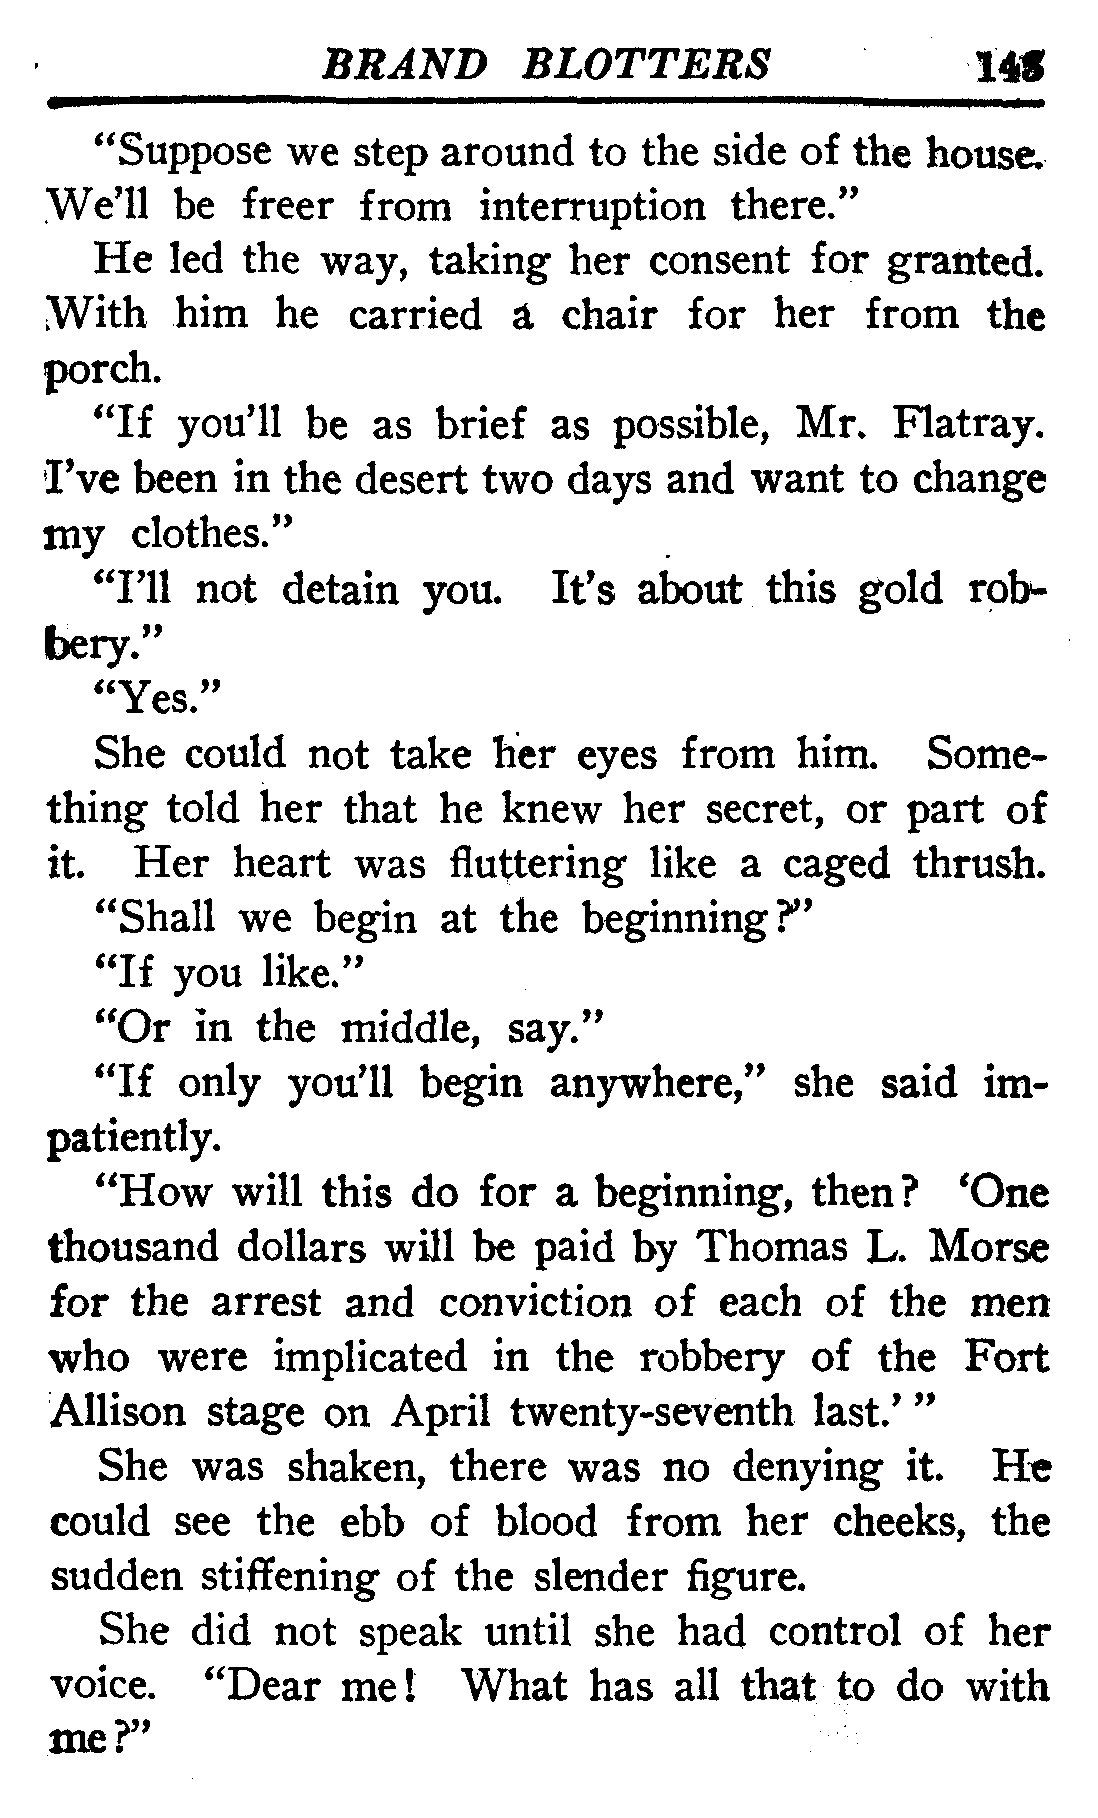 BRAND BLOTTERS
"Suppose we step around to the side of the house.
We'll be freer from interruption there."
He led the way, taking her consent for granted.
With him he carried a chair for her from the
porch.
"If you'll be as brief as possible, Mr. Flatray.
I've been in the desert two days and want to change
my clothes."
"I'll not detain you. It's about this gold rob-
bery."
"Yes."
She could not take her eyes from him. Some-
thing told her that he knew her secret, or part of
it. Her heart was fluttering like a caged thrush.
"Shall we begin at the beginning?"
"If you like."
"Or in the middle, say."
"If only you'll begin anywhere," she said im-
patiently.
"How will this do for a beginning, then? 'One
thousand dollars will be paid by Thomas L. Morse
for the arrest and conviction of each of the men
who were implicated in the robbery of the Fort
Allison stage on April twenty-seventh last.' "
She was shaken, there was no denying it. He
could see the ebb of blood from her cheeks, the
sudden stiffening of the slender figure.
She did not speak until she had control of her
voice. "Dear me! What has all that to do with
me?"